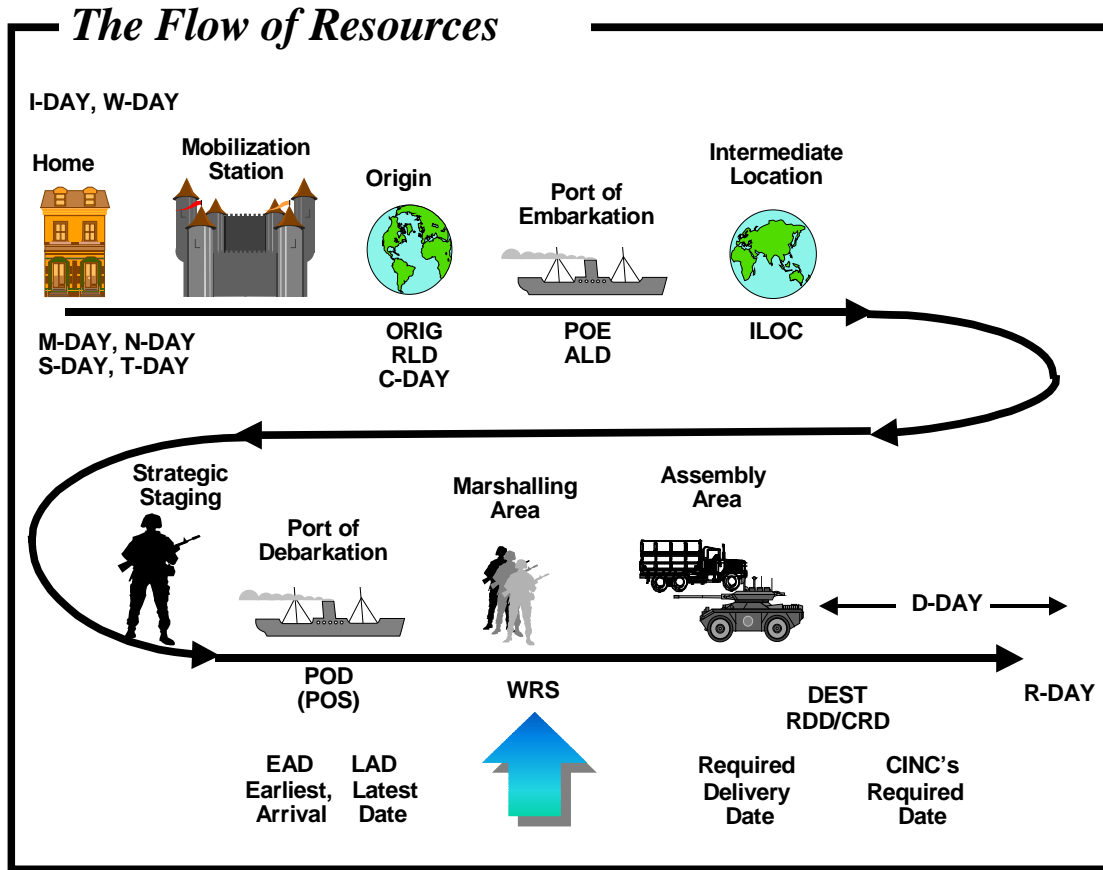 The Flow of Resources
I-DAY, W-DAY
Home
Mobilization
Station
Origin
Port of
Embarkation
Intermediate
Location
M-DAY, N-DAY
S-DAY, T-DAY
ORIG
RLD
C-DAY
POE
ALD
ILOC
Strategic
Staging
Port of
Debarkation
Marshalling
Area
Assembly
Area
D-DAY
POD
(POS)
WRS
DEST
RDD/CRD
R-DAY
EAD
Earliest,
Arrival
LAD
Latest
Date
Required
Delivery
Date
CINC's
Required
Date